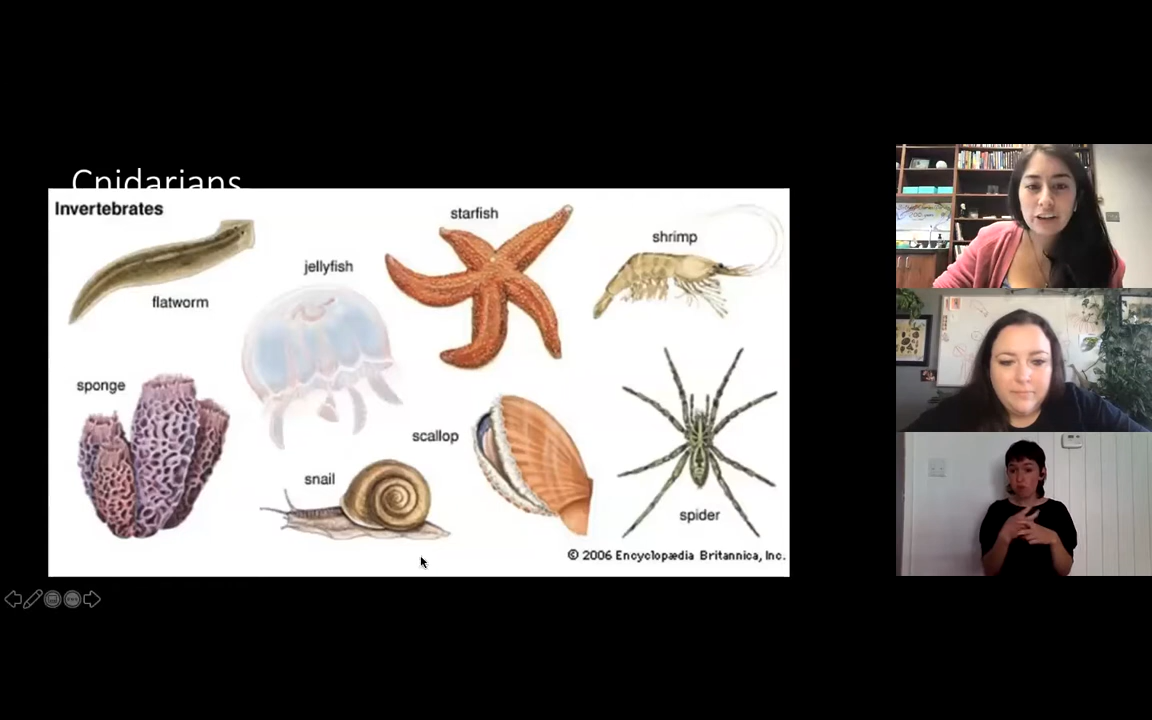 Cnidarians
Invertebrates
starfish
shrimp
jellyfish
flatworm
sponge
scallop
snail
spider
© 2006 Encyclopædia Britannica, Inc.